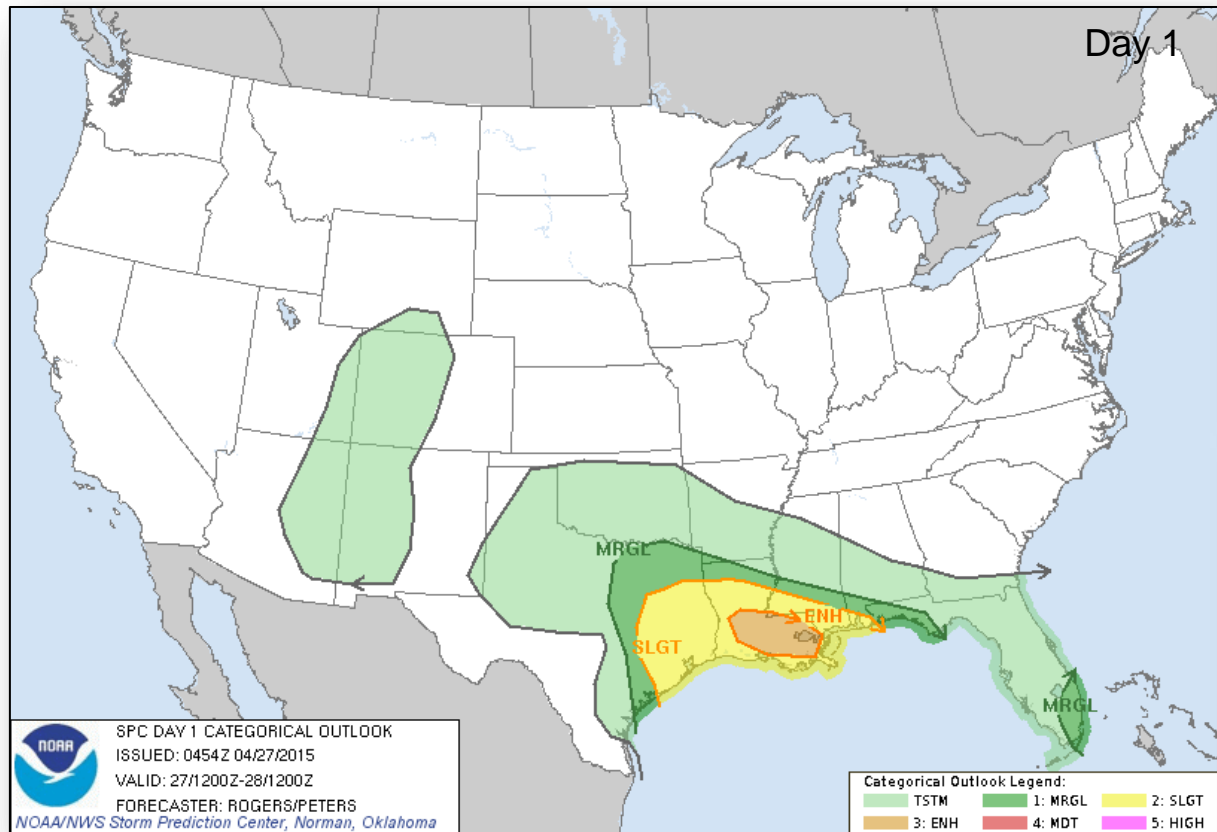 Day 1
MRGL
ENH
SLGT
MRGL
NOAA
SPC DAY 1 CATEGORICAL OUTLOOK
ISSUED: 0454Z 04/27/2015
VALID: 27/1200Z-28/1200Z
FORECASTER: ROGERS/PETERS
NOAA/NWS Storm Prediction Center, Norman, Oklahoma
Categorical Outlook Legend:
TSTM 1: MRGL 2: SLGT
3: ENH 4: MDT 5: HIGH